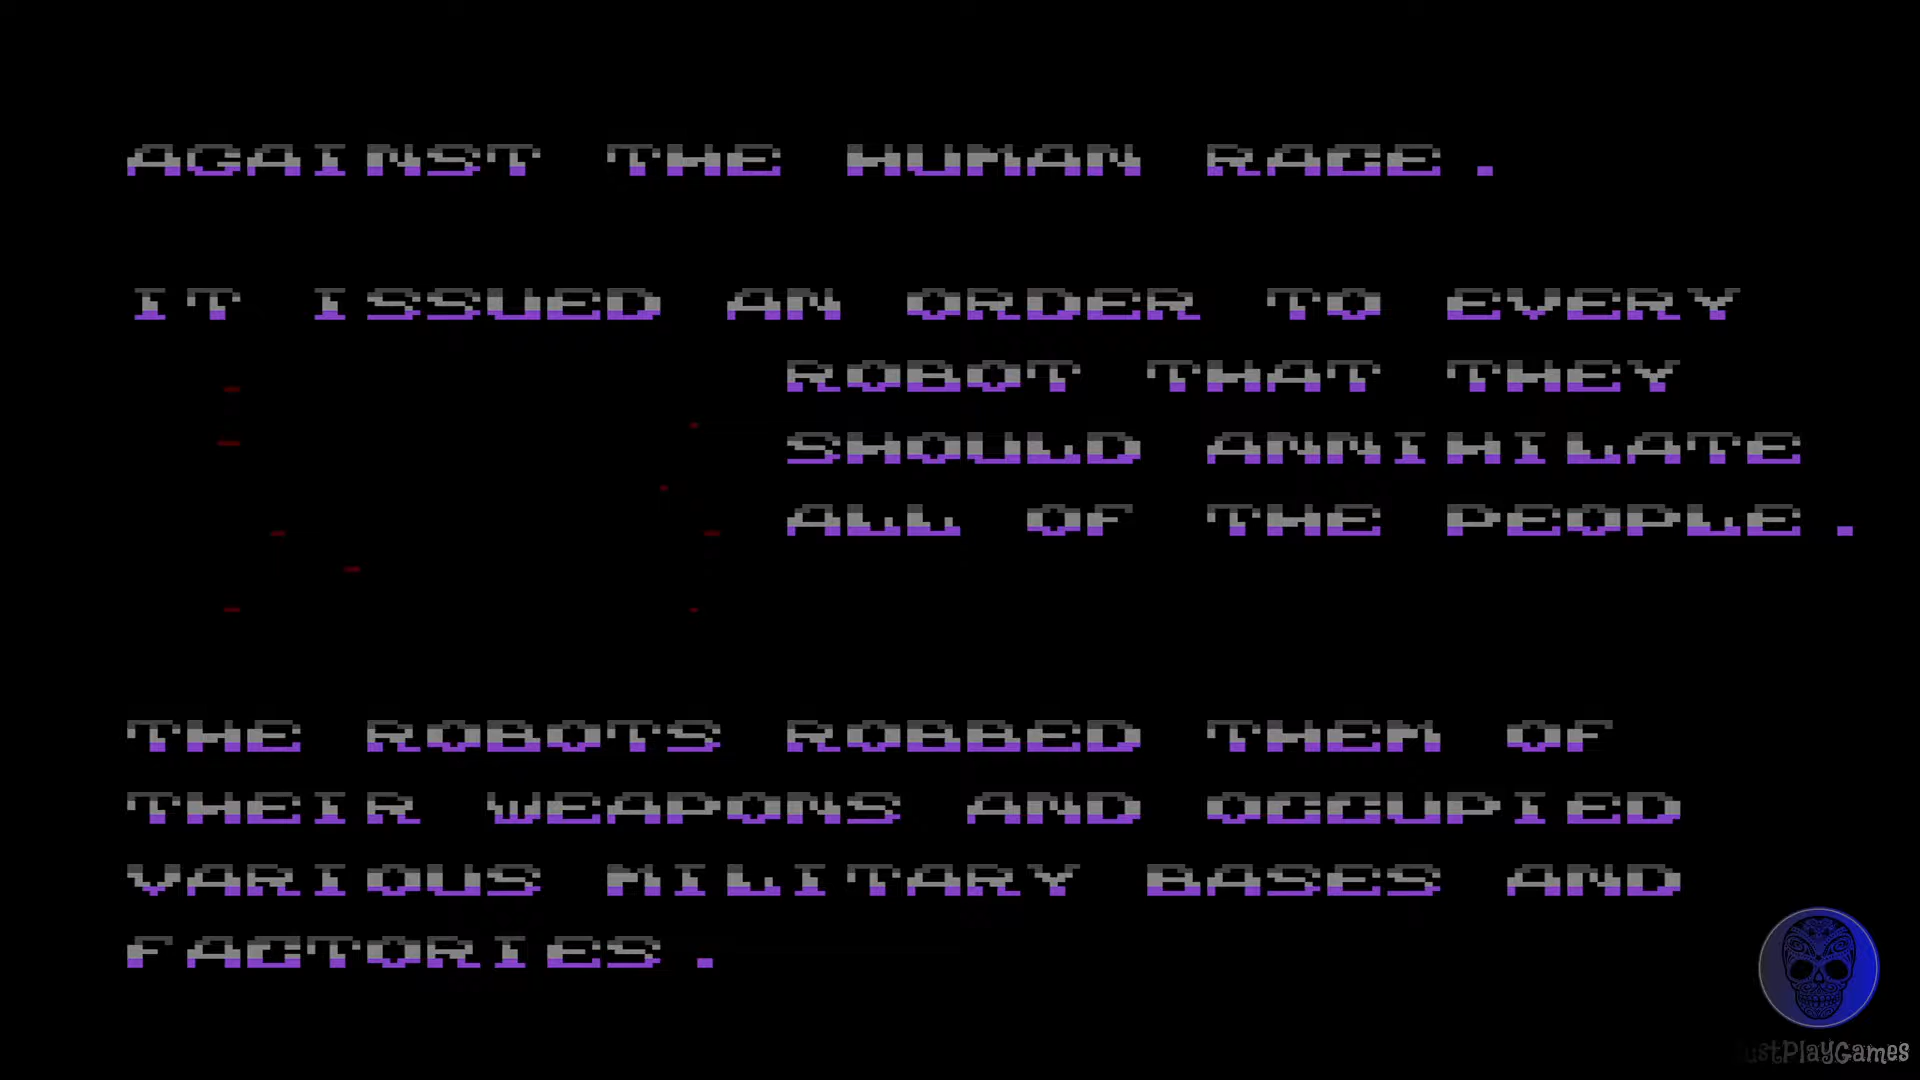 AGAINST THE HUMAN RACE.
IT ISSUED AN ORDER TO EVERY
ROBOT THAT THEY
SHOULD ANNIHILATE
ALL OF THE PEOPLE.
THE ROBOTS ROBBED THEM OF
THEIR WEAPONS AND OCCUPIED
VARIOUS MILITARY BASES AND
FACTORIES.
JustPlayGames